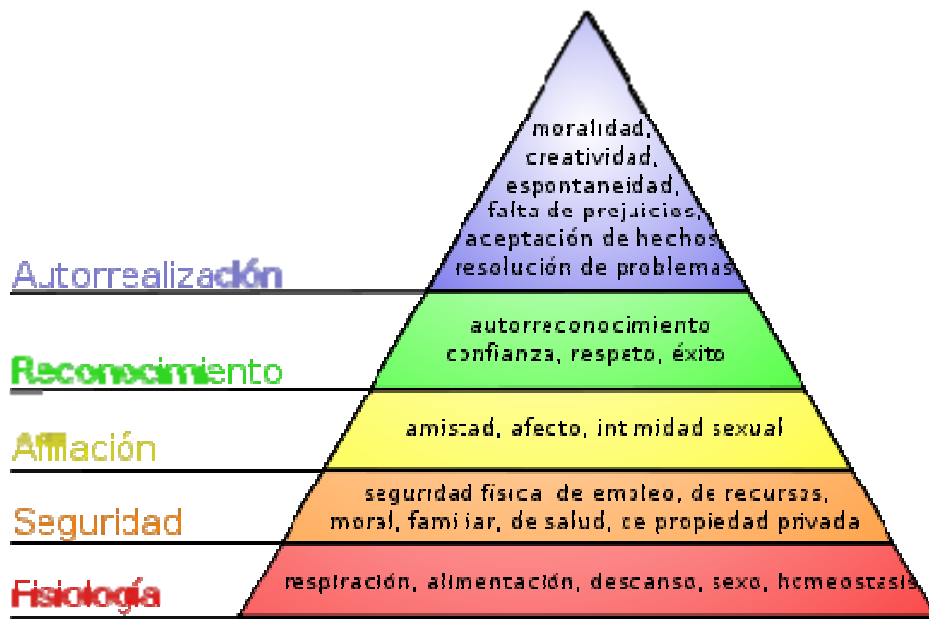 moralidad,
creatividad,
espontaneidad,
falta de prejuicios,
aceptación de hechos,
resolución de problemas
Autorrealización
autorreconocimiento
confianza, respeto, éxito
Reconocimiento
amistad, afecto, intimidad sexual
Afiliación
seguridad física, de empleo, de recursos,
moral, familiar, de salud, de propiedad privada
Seguridad
respiración, alimentación, descanso, sexo, homeostasis
Fisiología